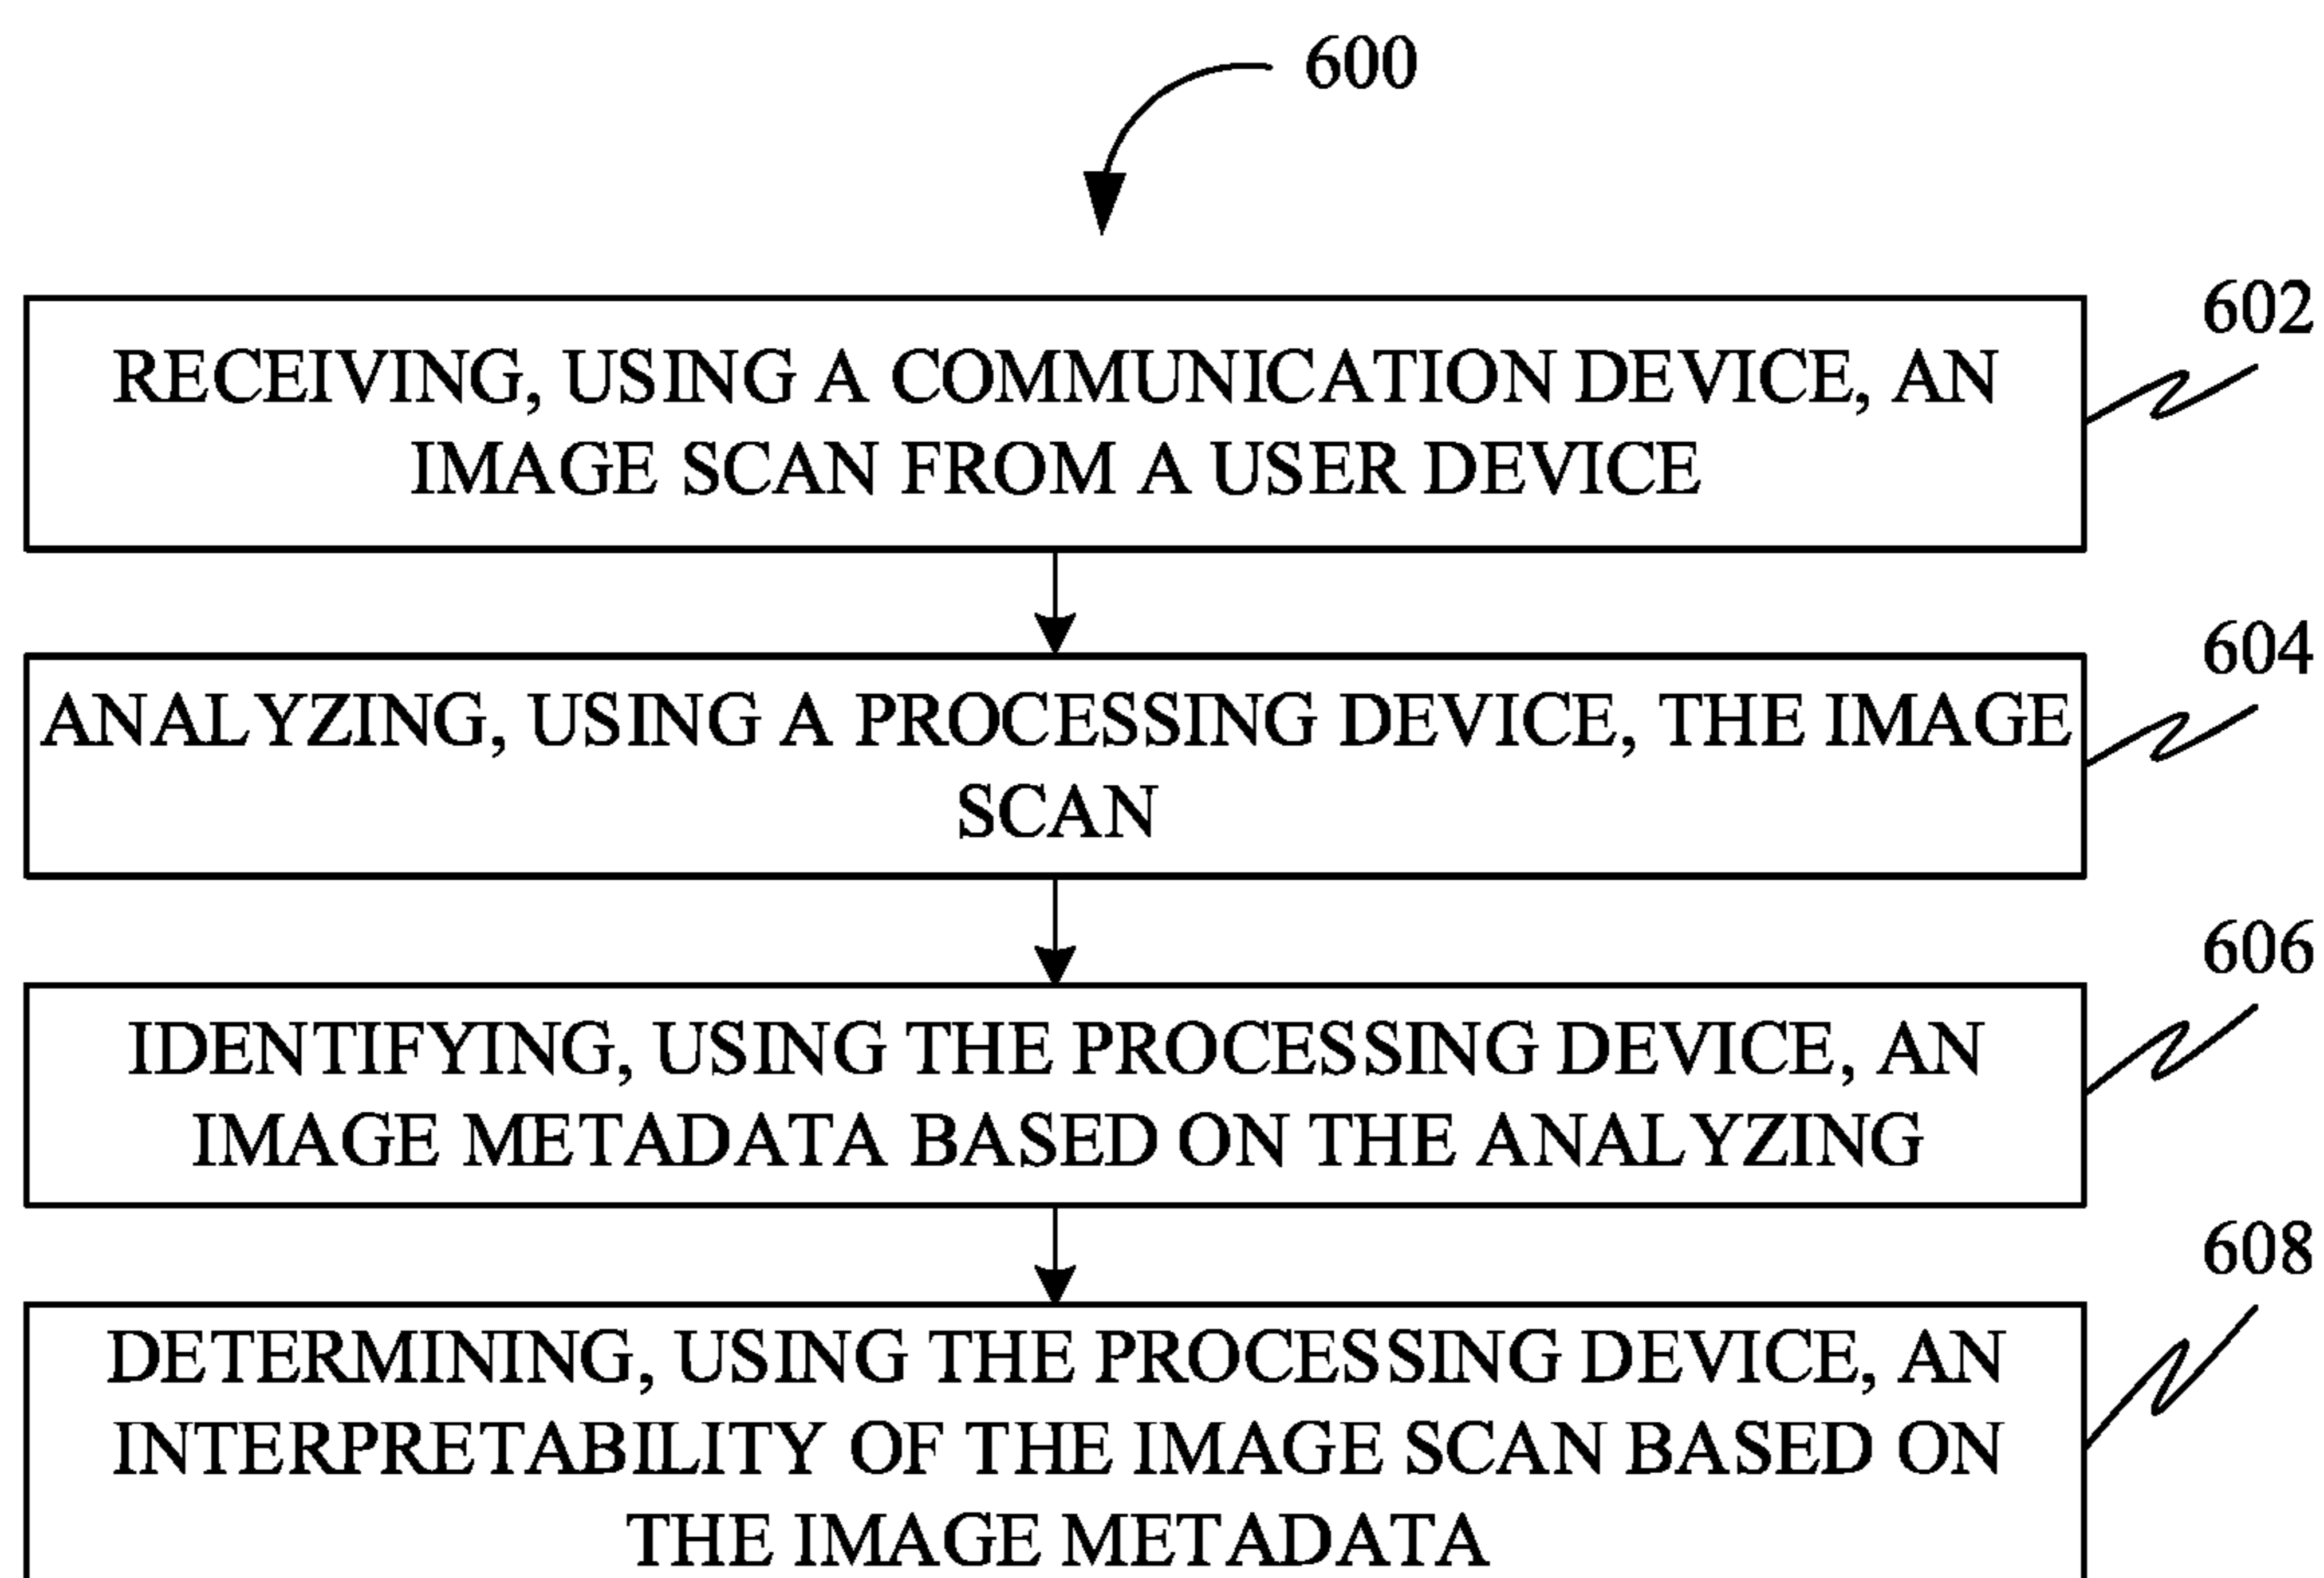 600
602
RECEIVING, USING A COMMUNICATION DEVICE, AN
IMAGE SCAN FROM A USER DEVICE
604
ANALYZING, USING A PROCESSING DEVICE, THE IMAGE
SCAN
606
IDENTIFYING, USING THE PROCESSING DEVICE, AN
IMAGE METADATA BASED ON THE ANALYZING
608
DETERMINING, USING THE PROCESSING DEVICE, AN
INTERPRETABILITY OF THE IMAGE SCAN BASED ON
THE IMAGE METADATA